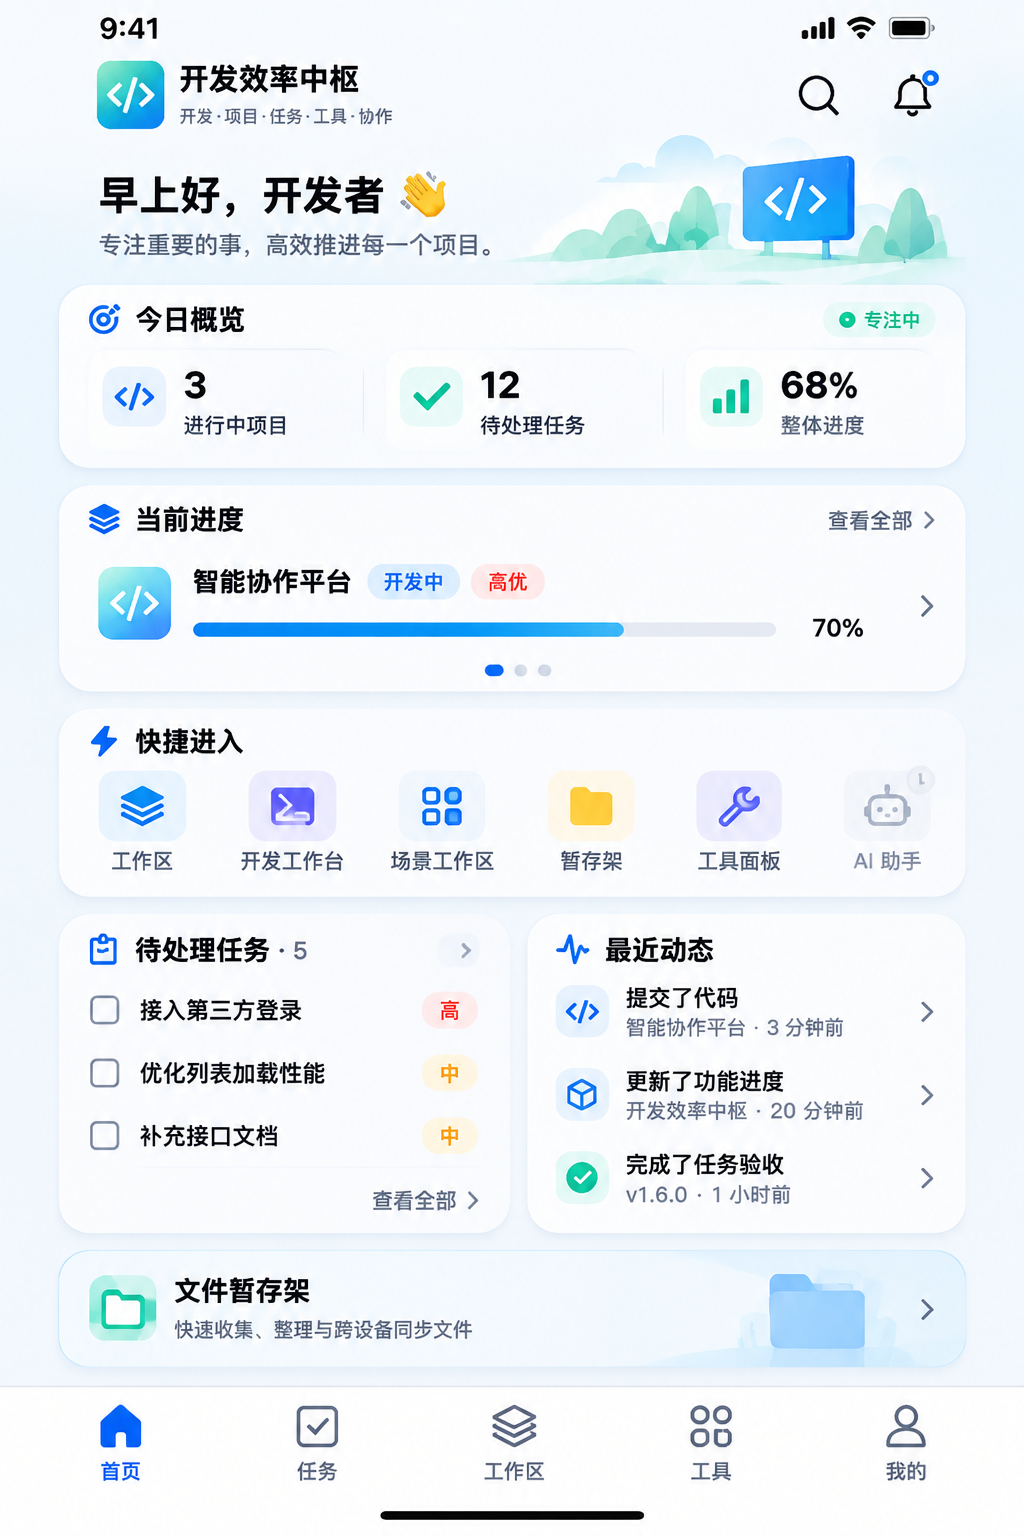 9:41
开发效率中枢
开发·项目·任务·工具·协作
早上好，开发者 👋
专注重要的事，高效推进每一个项目。
</>
今日概览
专注中
</>
3
进行中项目
12
待处理任务
68%
整体进度
当前进度
查看全部
</>
智能协作平台 开发中 高优
70%
快捷进入
工作区
开发工作台
场景工作区
暂存架
工具面板
AI 助手
待处理任务 · 5
接入第三方登录 高
优化列表加载性能 中
补充接口文档 中
查看全部
最近动态
提交了代码
智能协作平台 · 3 分钟前
更新了功能进度
开发效率中枢 · 20 分钟前
完成了任务验收
v1.6.0 · 1 小时前
文件暂存架
快速收集、整理与跨设备同步文件
首页
任务
工作区
工具
我的